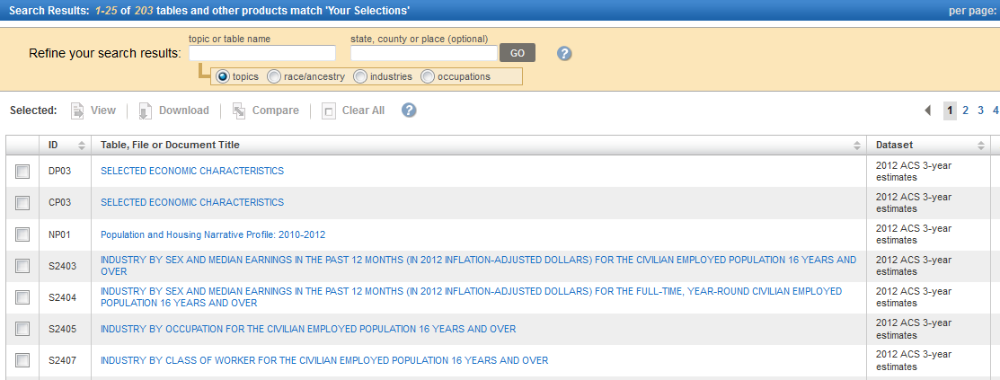 Search Results: 1-25 of 203 tables and other products match 'Your Selections' per page:
topic or table name state, county or place (optional)
Refine your search results: GO ?
topics race/ancestry industries occupations
Selected: View Download Compare Clear All ? 1 2 3 4
ID Table, File or Document Title Dataset
DP03 SELECTED ECONOMIC CHARACTERISTICS 2012 ACS 3-year
estimates
CP03 SELECTED ECONOMIC CHARACTERISTICS 2012 ACS 3-year
estimates
NP01 Population and Housing Narrative Profile: 2010-2012 2012 ACS 3-year
estimates
S2403 INDUSTRY BY SEX AND MEDIAN EARNINGS IN THE PAST 12 MONTHS (IN 2012 INFLATION-ADJUSTED DOLLARS) FOR THE CIVILIAN EMPLOYED POPULATION 16 YEARS AND 2012 ACS 3-year
OVER estimates
S2404 INDUSTRY BY SEX AND MEDIAN EARNINGS IN THE PAST 12 MONTHS (IN 2012 INFLATION-ADJUSTED DOLLARS) FOR THE FULL-TIME, YEAR-ROUND CIVILIAN EMPLOYED 2012 ACS 3-year
POPULATION 16 YEARS AND OVER estimates
S2405 INDUSTRY BY OCCUPATION FOR THE CIVILIAN EMPLOYED POPULATION 16 YEARS AND OVER 2012 ACS 3-year
estimates
S2407 INDUSTRY BY CLASS OF WORKER FOR THE CIVILIAN EMPLOYED POPULATION 16 YEARS AND OVER 2012 ACS 3-year
estimates